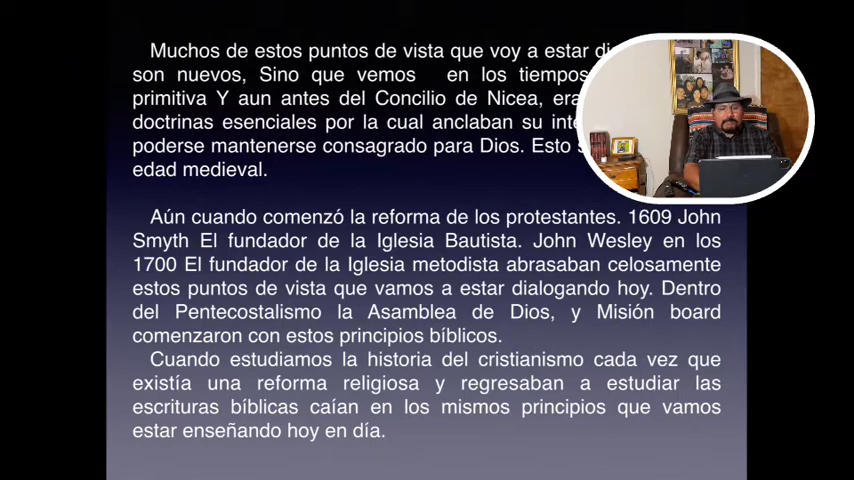 Muchos de estos puntos de vista que voy a estar
son nuevos, Sino que vemos en los tiempos
primitiva Y aun antes del Concilio de Nicea,
doctrinas esenciales por la cual anclaban su
poderse mantenerse consagrado para Dios. Esto
edad medieval.
Aún cuando comenzó la reforma de los protestantes. 1609 John
Smyth El fundador de la Iglesia Bautista. John Wesley en los
1700 El fundador de la Iglesia metodista abrasaban celosamente
estos puntos de vista que vamos a estar dialogando hoy. Dentro
del Pentecostalismo la Asamblea de Dios, y Misión board
comenzaron con estos principios bíblicos.
Cuando estudiamos la historia del cristianismo cada vez que
existía una reforma religiosa y regresaban a estudiar las
escrituras bíblicas caían en los mismos principios que vamos
estar enseñando hoy en día.